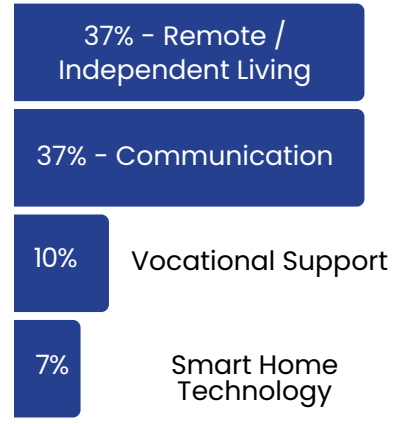 37% - Remote /
Independent Living
37% - Communication
10%
Vocational Support
7%
Smart Home
Technology